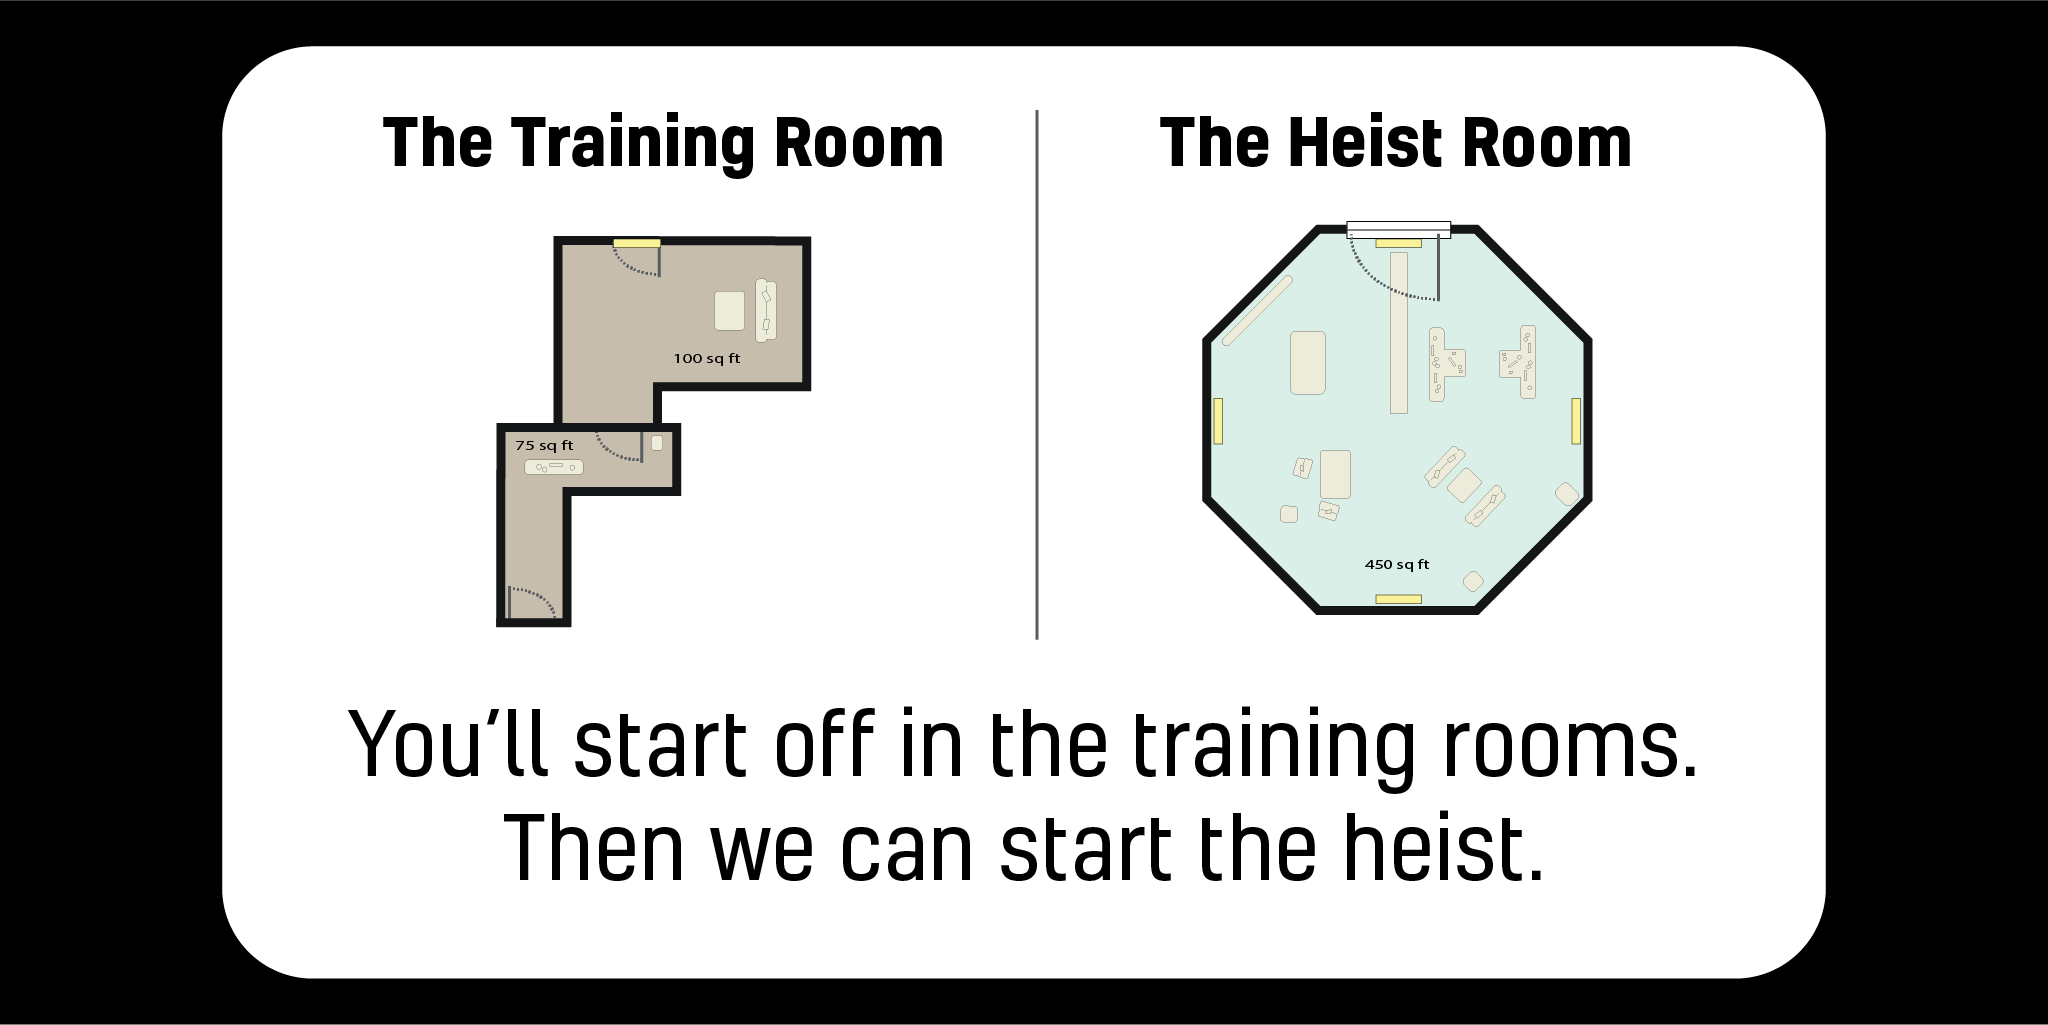 The Training Room
The Heist Room
100 sq ft
75 sq ft
450 sq ft
You’ll start off in the training rooms.
Then we can start the heist.